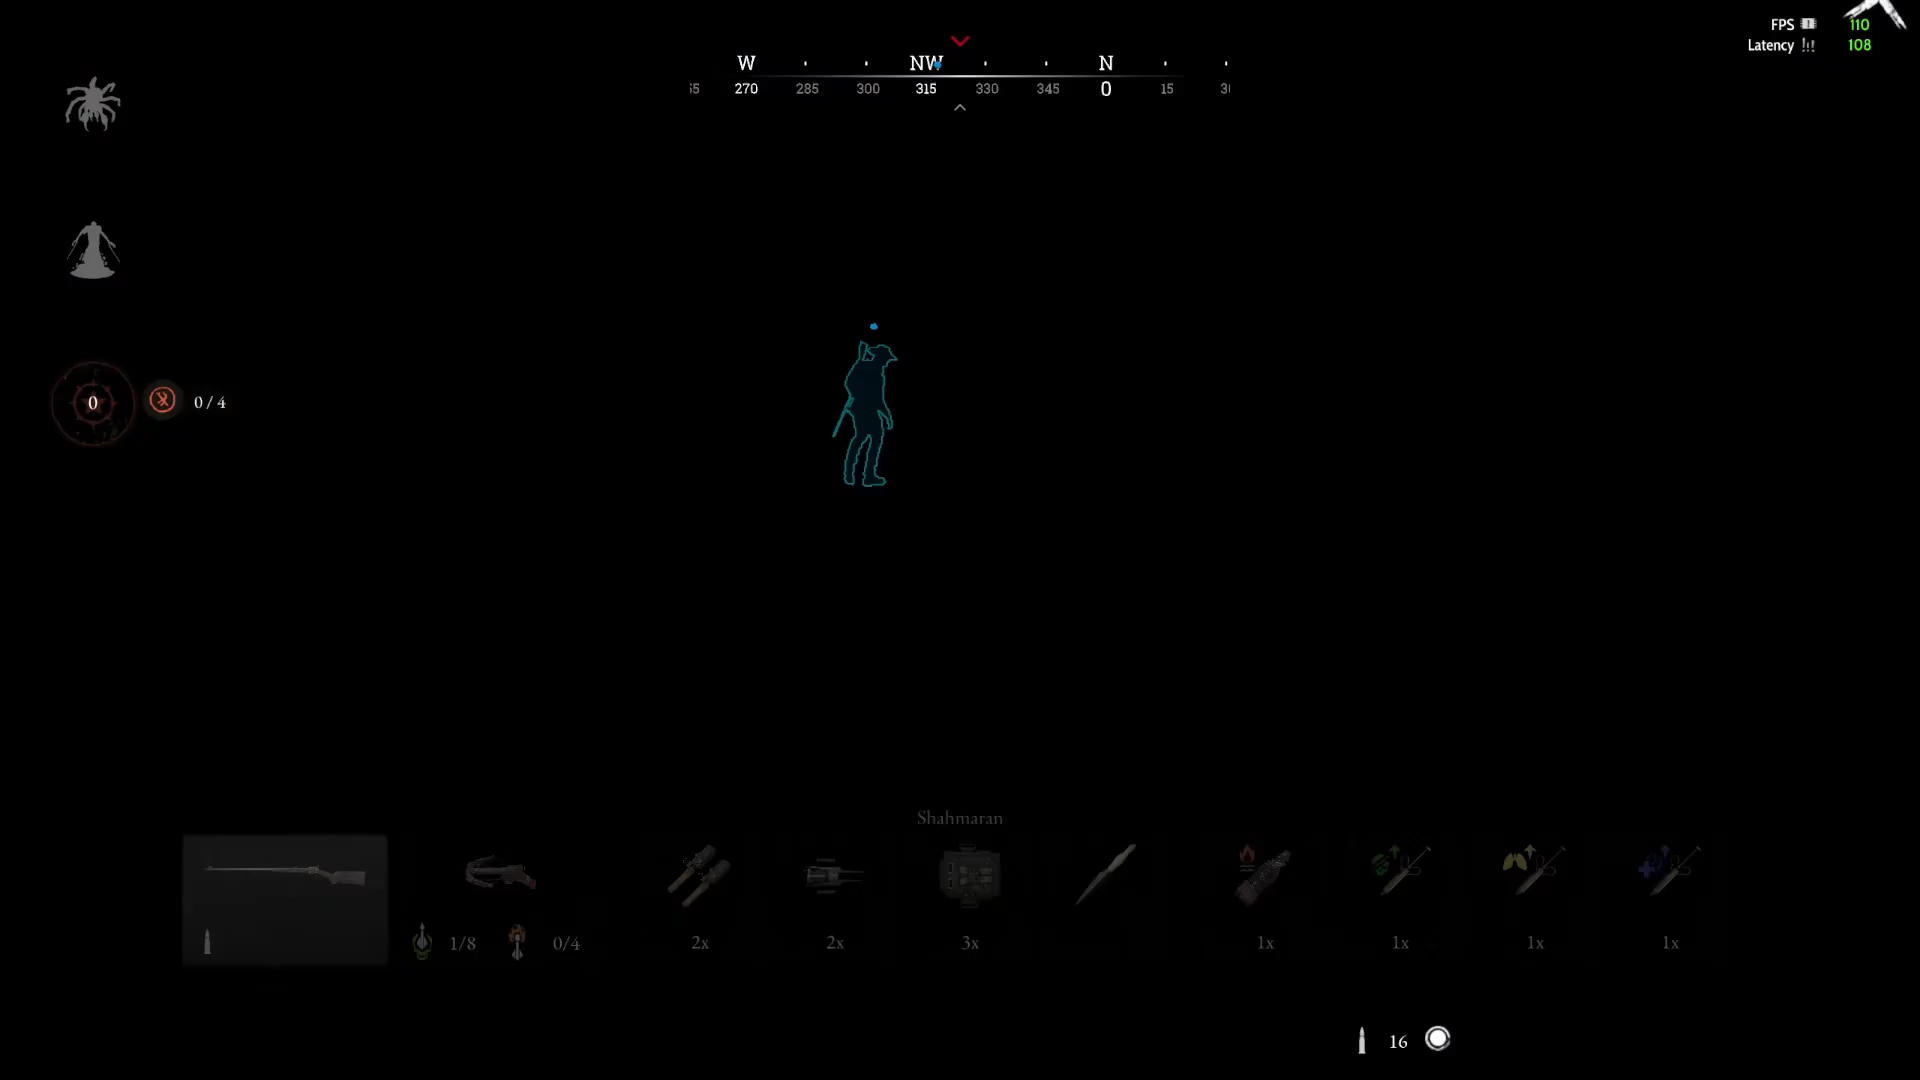 FPS 110
Latency 108
W NW N
270 285 300 315 330 345 0 15
0 0 / 4
Shahmaran
1/8 0/4 2x 2x 3x 1x 1x 1x 1x
16